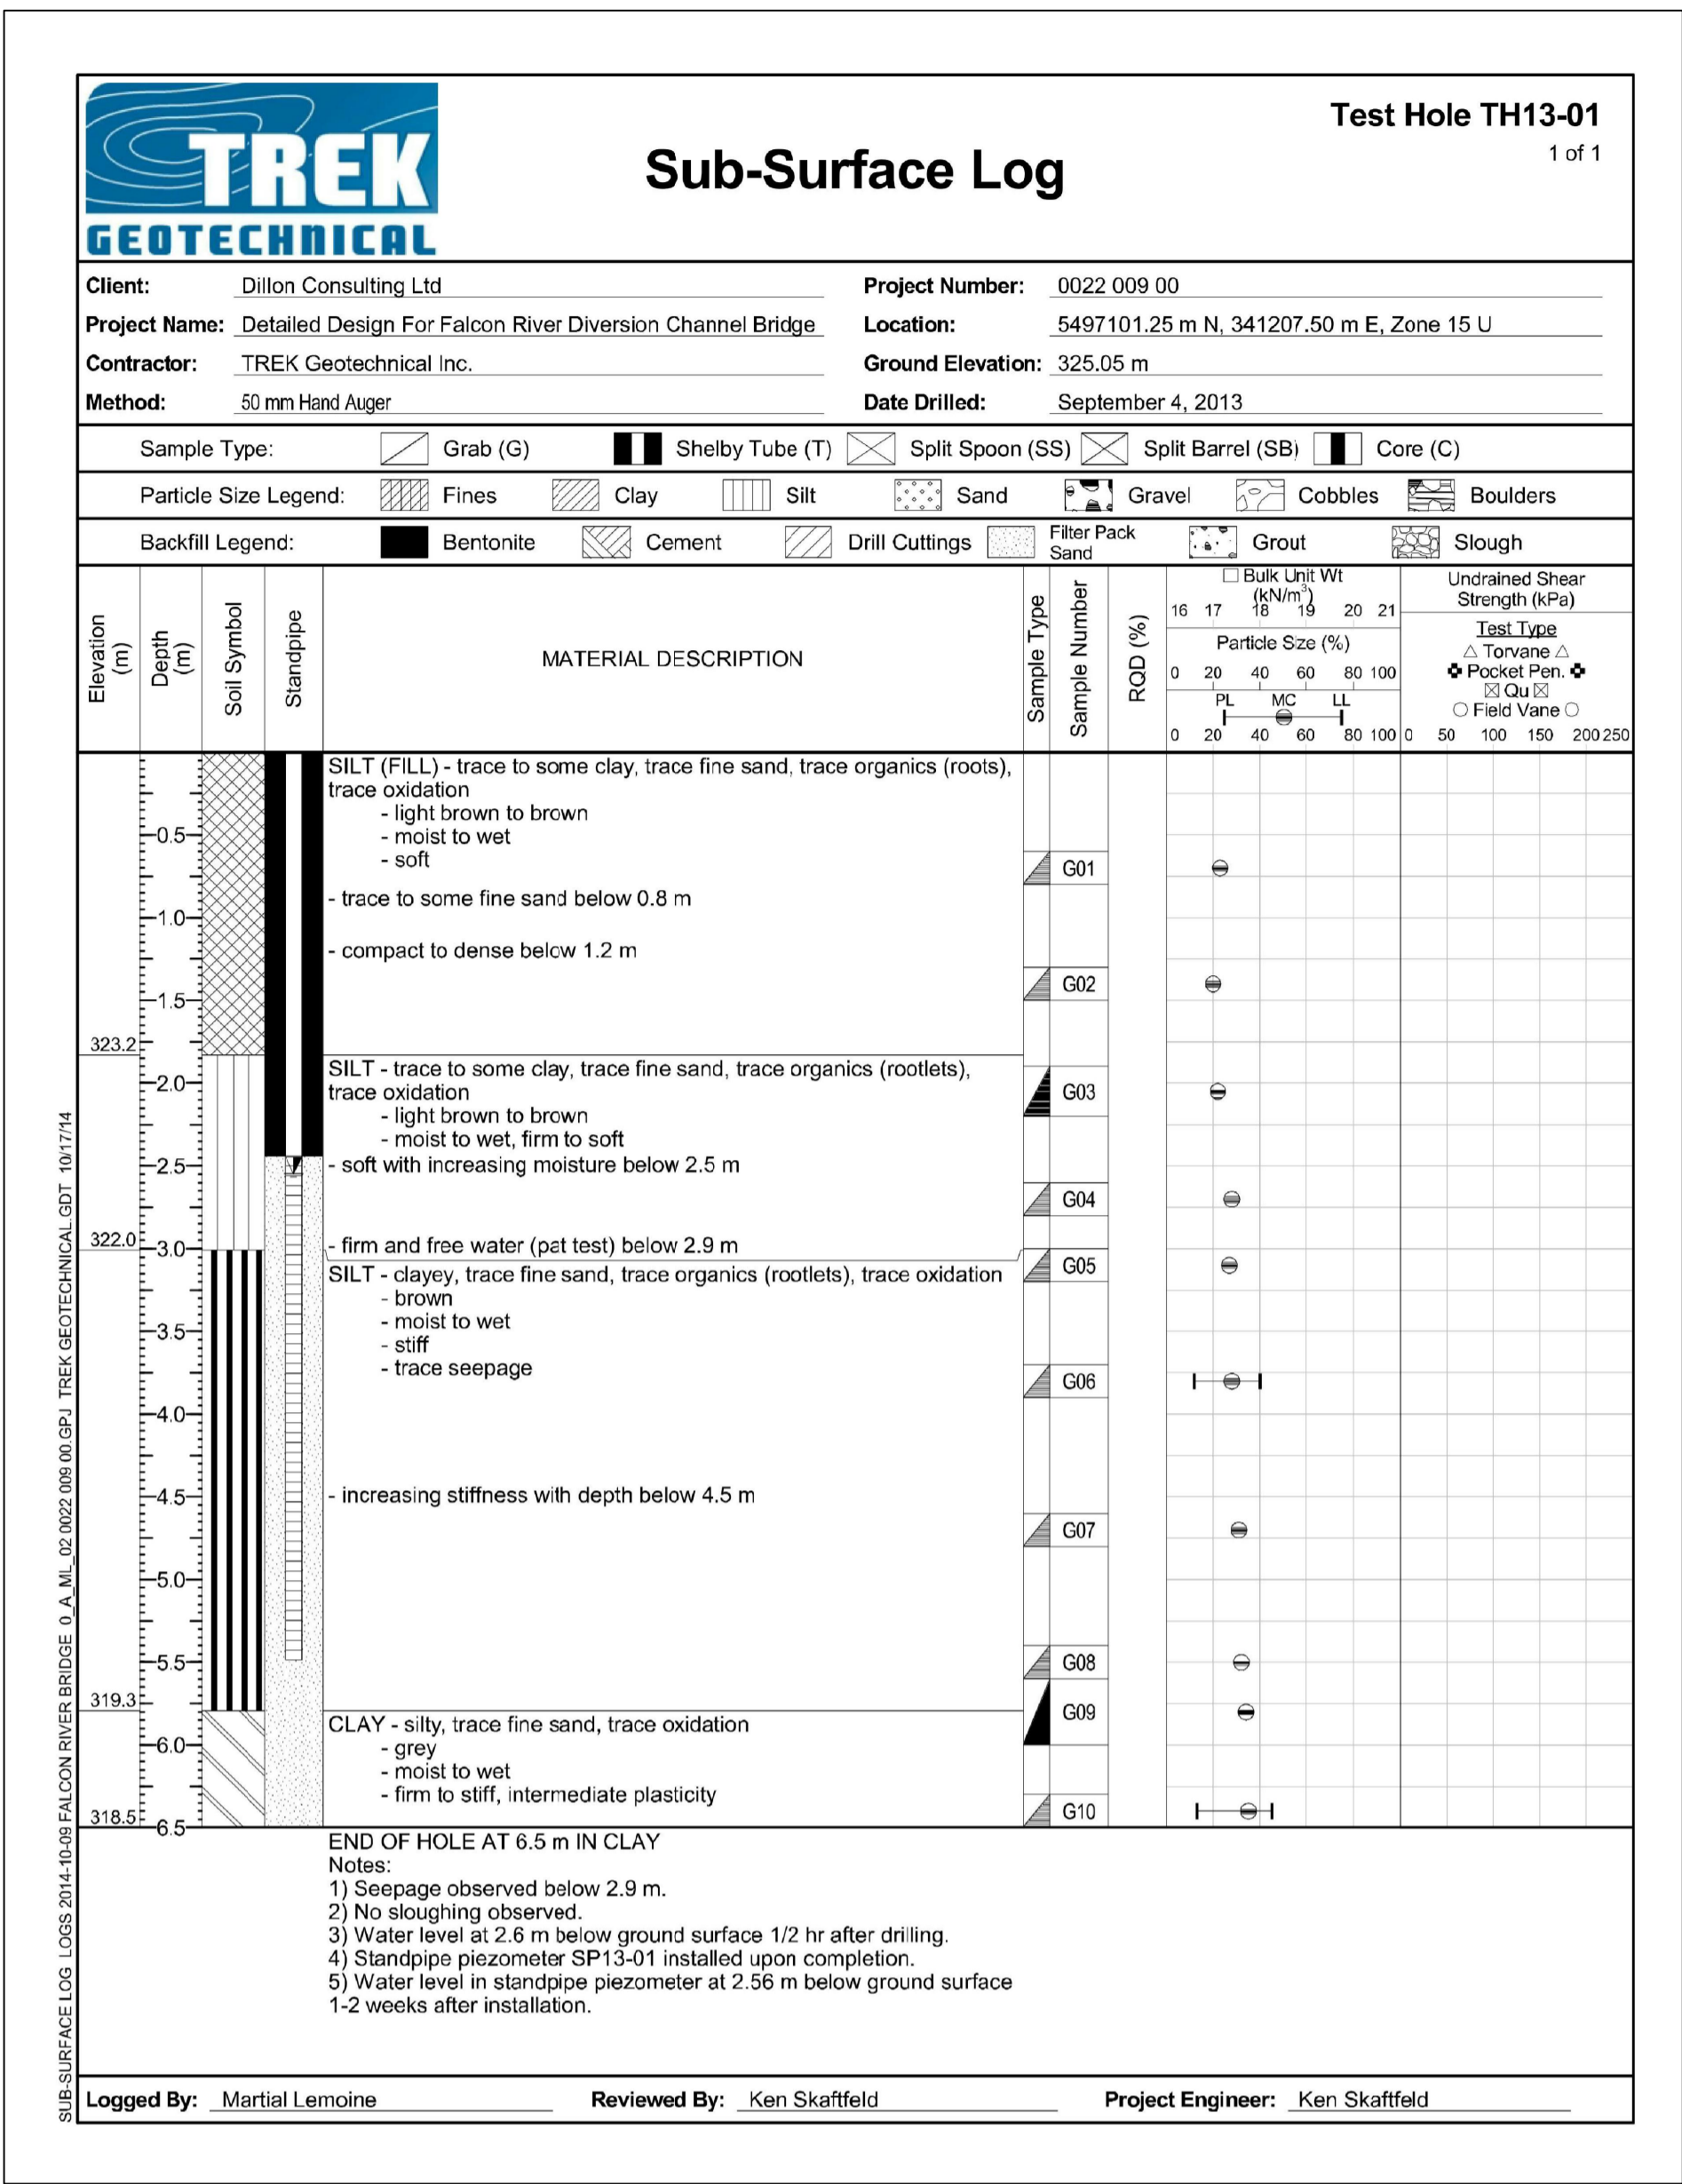 TREK
GEOTECHNICAL
Sub-Surface Log
Test Hole TH13-01
1 of 1
Client: Dillon Consulting Ltd Project Number: 0022 009 00
Project Name: Detailed Design For Falcon River Diversion Channel Bridge Location: 5497101.25 m N, 341207.50 m E, Zone 15 U
Contractor: TREK Geotechnical Inc. Ground Elevation: 325.05 m
Method: 50 mm Hand Auger Date Drilled: September 4, 2013
Sample Type: Grab (G) Shelby Tube (T) Split Spoon (SS) Split Barrel (SB) Core (C)
Particle Size Legend: Fines Clay Silt Sand Gravel Cobbles Boulders
Backfill Legend: Bentonite Cement Drill Cuttings Filter Pack Sand Grout Slough
Elevation (m)
Depth (m)
Soil Symbol
Standpipe
MATERIAL DESCRIPTION
Sample Type
Sample Number
RQD (%)
Bulk Unit Wt
(kN/m³)
16 17 18 19 20 21
Particle Size (%)
0 20 40 60 80 100
PL MC LL
0 20 40 60 80 100
Undrained Shear
Strength (kPa)
Test Type
△ Torvane △
Pocket Pen.
☒ Qu ☒
○ Field Vane ○
0 50 100 150 200 250
SILT (FILL) - trace to some clay, trace fine sand, trace organics (roots),
trace oxidation
- light brown to brown
- moist to wet
0.5
- soft
G01
- trace to some fine sand below 0.8 m
1.0
- compact to dense below 1.2 m
G02
1.5
323.2
SILT - trace to some clay, trace fine sand, trace organics (rootlets),
2.0
trace oxidation
G03
- light brown to brown
- moist to wet, firm to soft
2.5
- soft with increasing moisture below 2.5 m
G04
322.0
3.0
- firm and free water (pat test) below 2.9 m
G05
SILT - clayey, trace fine sand, trace organics (rootlets), trace oxidation
- brown
- moist to wet
3.5
- stiff
- trace seepage
G06
4.0
4.5
- increasing stiffness with depth below 4.5 m
G07
5.0
5.5
G08
319.3
G09
CLAY - silty, trace fine sand, trace oxidation
6.0
- grey
- moist to wet
- firm to stiff, intermediate plasticity
G10
318.5
6.5
END OF HOLE AT 6.5 m IN CLAY
Notes:
1) Seepage observed below 2.9 m.
2) No sloughing observed.
3) Water level at 2.6 m below ground surface 1/2 hr after drilling.
4) Standpipe piezometer SP13-01 installed upon completion.
5) Water level in standpipe piezometer at 2.56 m below ground surface
1-2 weeks after installation.
SUB-SURFACE LOG LOGS 2014-10-09 FALCON RIVER BRIDGE 0_A_ML_02 0022 009 00.GPJ TREK GEOTECHNICAL.GDT 10/17/14
Logged By: Martial Lemoine Reviewed By: Ken Skaftfeld Project Engineer: Ken Skaftfeld